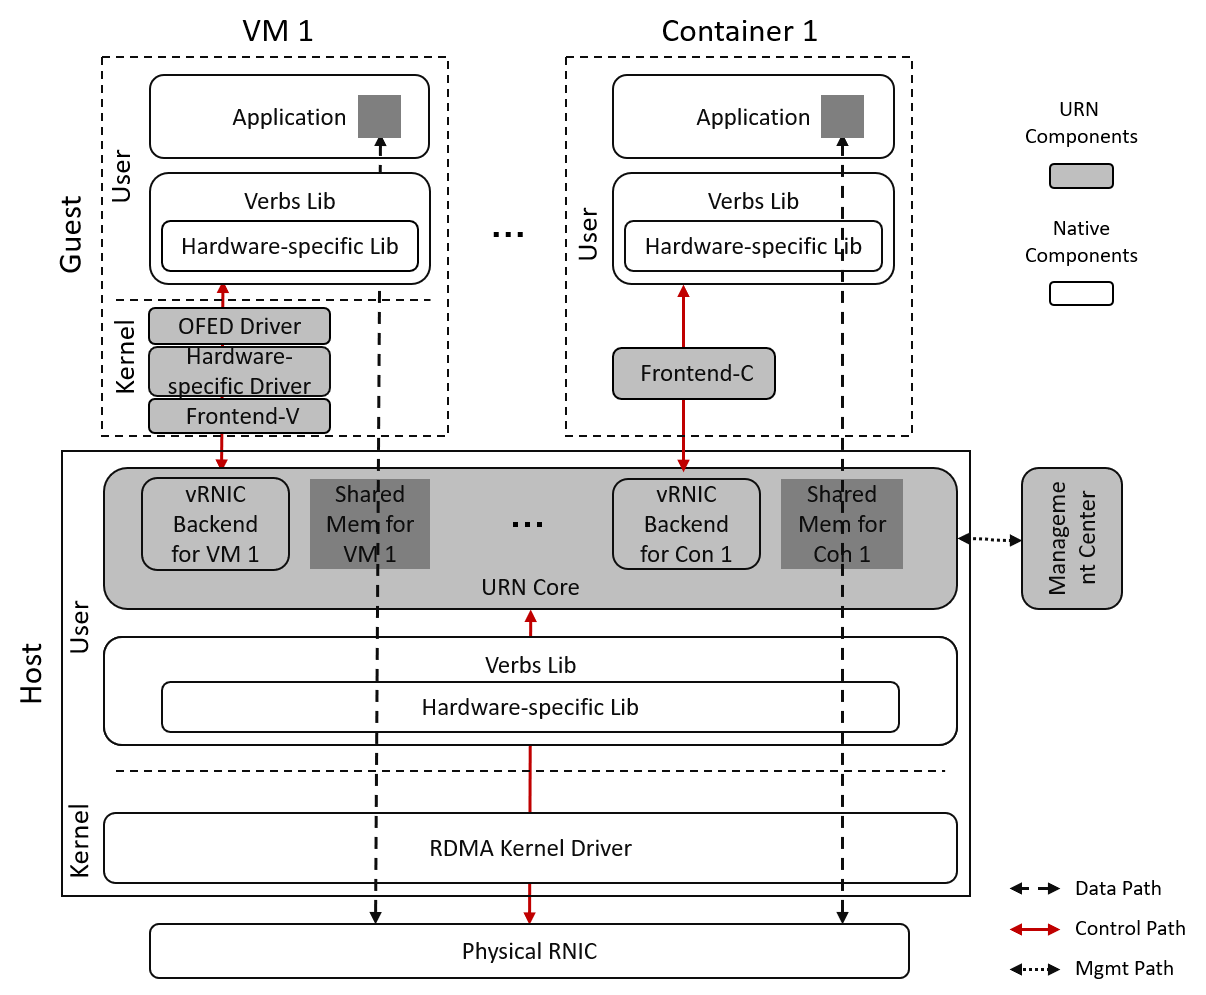 VM 1
Container 1
Guest
User
Application
Verbs Lib
Hardware-specific Lib
Kernel
OFED Driver
Hardware-
specific Driver
Frontend-V
...
User
Application
Verbs Lib
Hardware-specific Lib
Frontend-C
URN
Components
Native
Components
Host
User
vRNIC
Backend
for VM 1
Shared
Mem for
VM 1
...
vRNIC
Backend
for Con 1
Shared
Mem for
Con 1
URN Core
Manageme
nt Center
Verbs Lib
Hardware-specific Lib
Kernel
RDMA Kernel Driver
Physical RNIC
Data Path
Control Path
Mgmt Path